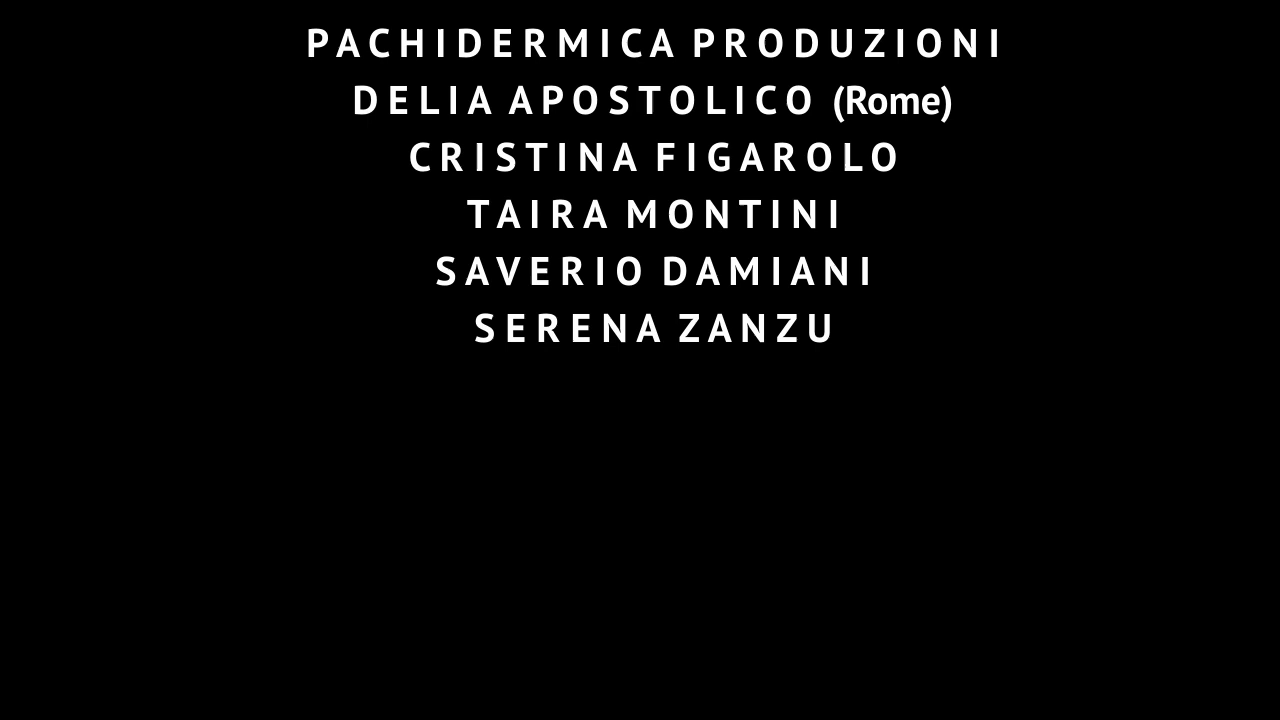 PACHIDERMICA PRODUZIONI
DELIA APOSTOLICO (Rome)
CRISTINA FIGAROLO
TAIRA MONTINI
SAVERIO DAMIANI
SERENA ZANZU